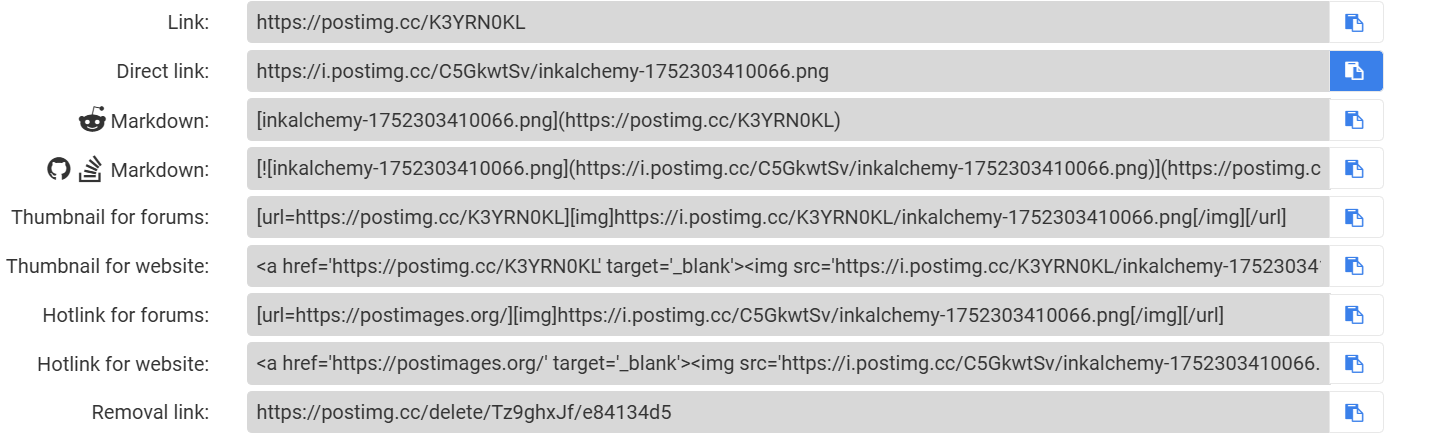 Link: https://postimg.cc/K3YRN0KL
Direct link: https://i.postimg.cc/C5GkwtSv/inkalchemy-1752303410066.png
Markdown: [inkalchemy-1752303410066.png](https://postimg.cc/K3YRN0KL)
Markdown: [![inkalchemy-1752303410066.png](https://i.postimg.cc/C5GkwtSv/inkalchemy-1752303410066.png)](https://postimg.c
Thumbnail for forums: [url=https://postimg.cc/K3YRN0KL][img]https://i.postimg.cc/K3YRN0KL/inkalchemy-1752303410066.png[/img][/url]
Thumbnail for website: <a href='https://postimg.cc/K3YRN0KL' target='_blank'><img src='https://i.postimg.cc/K3YRN0KL/inkalchemy-17523034
Hotlink for forums: [url=https://postimages.org/][img]https://i.postimg.cc/C5GkwtSv/inkalchemy-1752303410066.png[/img][/url]
Hotlink for website: <a href='https://postimages.org/' target='_blank'><img src='https://i.postimg.cc/C5GkwtSv/inkalchemy-1752303410066.
Removal link: https://postimg.cc/delete/Tz9ghxJf/e84134d5